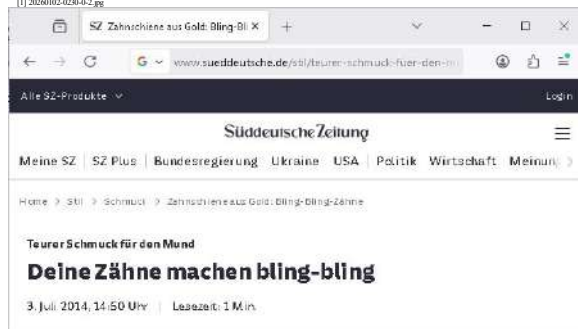 [1] 20260102-0230-0-2.jpg
SZ Zahnschiene aus Gold: Bling-Bli
www.sueddeutsche.de/stil/teurer-schmuck-fuer-den-m
Alle SZ-Produkte
Login
Süddeutsche Zeitung
Meine SZ | SZ Plus | Bundesregierung Ukraine USA | Politik Wirtschaft Meinung
Home > Stil > Schmuck > Zahnschiene aus Gold: Bling-Bling-Zähne
Teurer Schmuck für den Mund
Deine Zähne machen bling-bling
3. Juli 2014, 14:50 Uhr | Lesezeit: 1 Min.